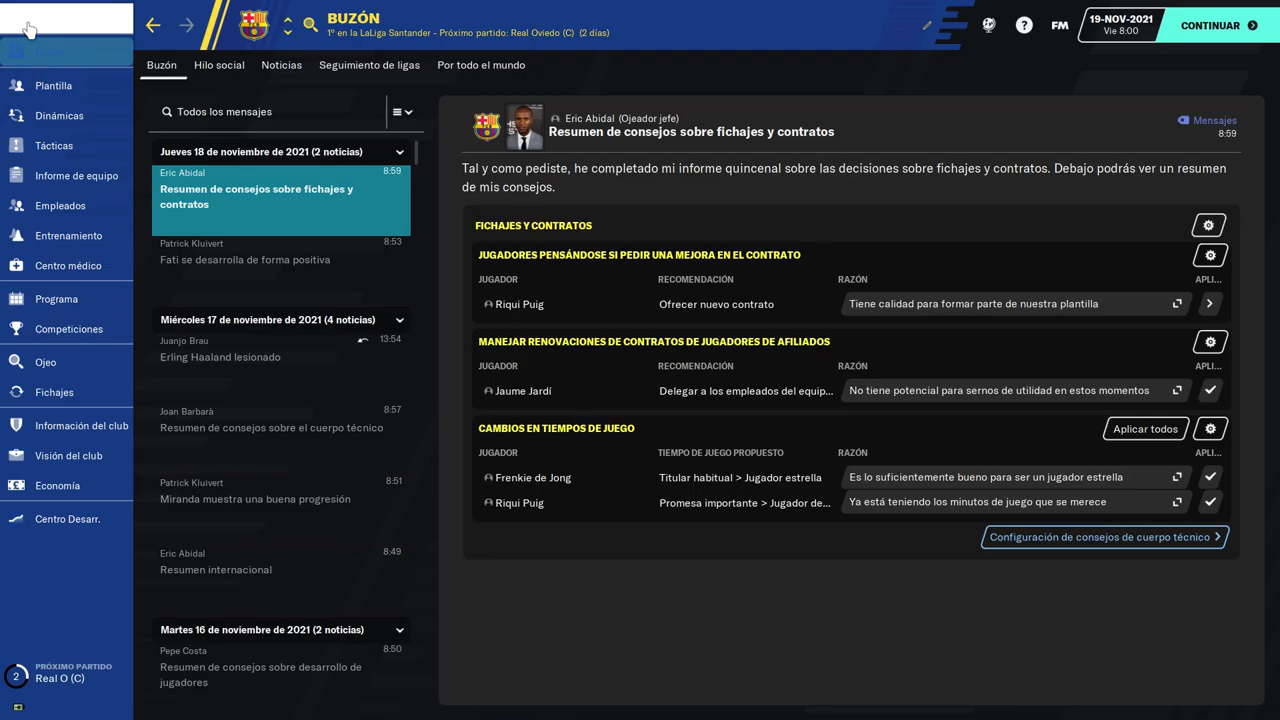 BUZÓN
1º en la LaLiga Santander - Próximo partido: Real Oviedo (C) (2 días)
FM
19-NOV-2021
Vie 8:00
CONTINUAR
Plantilla
Dinámicas
Tácticas
Informe de equipo
Empleados
Entrenamiento
Centro médico
Programa
Competiciones
Ojeo
Fichajes
Información del club
Visión del club
Economía
Centro Desarr.
PRÓXIMO PARTIDO
2
Real O (C)
Buzón
Hilo social
Noticias
Seguimiento de ligas
Por todo el mundo
Todos los mensajes
Jueves 18 de noviembre de 2021 (2 noticias)
Eric Abidal 8:59
Resumen de consejos sobre fichajes y
contratos
Patrick Kluivert 8:53
Fati se desarrolla de forma positiva
Miércoles 17 de noviembre de 2021 (4 noticias)
Juanjo Brau 13:54
Erling Haaland lesionado
Joan Barbarà 8:57
Resumen de consejos sobre el cuerpo técnico
Patrick Kluivert 8:51
Miranda muestra una buena progresión
Eric Abidal 8:49
Resumen internacional
Martes 16 de noviembre de 2021 (2 noticias)
Pepe Costa 8:50
Resumen de consejos sobre desarrollo de
jugadores
Eric Abidal (Ojeador jefe)
Resumen de consejos sobre fichajes y contratos
Mensajes
8:59
Tal y como pediste, he completado mi informe quincenal sobre las decisiones sobre fichajes y contratos. Debajo podrás ver un resumen
de mis consejos.
FICHAJES Y CONTRATOS
JUGADORES PENSÁNDOSE SI PEDIR UNA MEJORA EN EL CONTRATO
JUGADOR RECOMENDACIÓN RAZÓN APLI...
Riqui Puig Ofrecer nuevo contrato Tiene calidad para formar parte de nuestra plantilla
MANEJAR RENOVACIONES DE CONTRATOS DE JUGADORES DE AFILIADOS
JUGADOR RECOMENDACIÓN RAZÓN APLI...
Jaume Jardí Delegar a los empleados del equip... No tiene potencial para sernos de utilidad en estos momentos
CAMBIOS EN TIEMPOS DE JUEGO Aplicar todos
JUGADOR TIEMPO DE JUEGO PROPUESTO RAZÓN APLI...
Frenkie de Jong Titular habitual > Jugador estrella Es lo suficientemente bueno para ser un jugador estrella
Riqui Puig Promesa importante > Jugador de... Ya está teniendo los minutos de juego que se merece
Configuración de consejos de cuerpo técnico